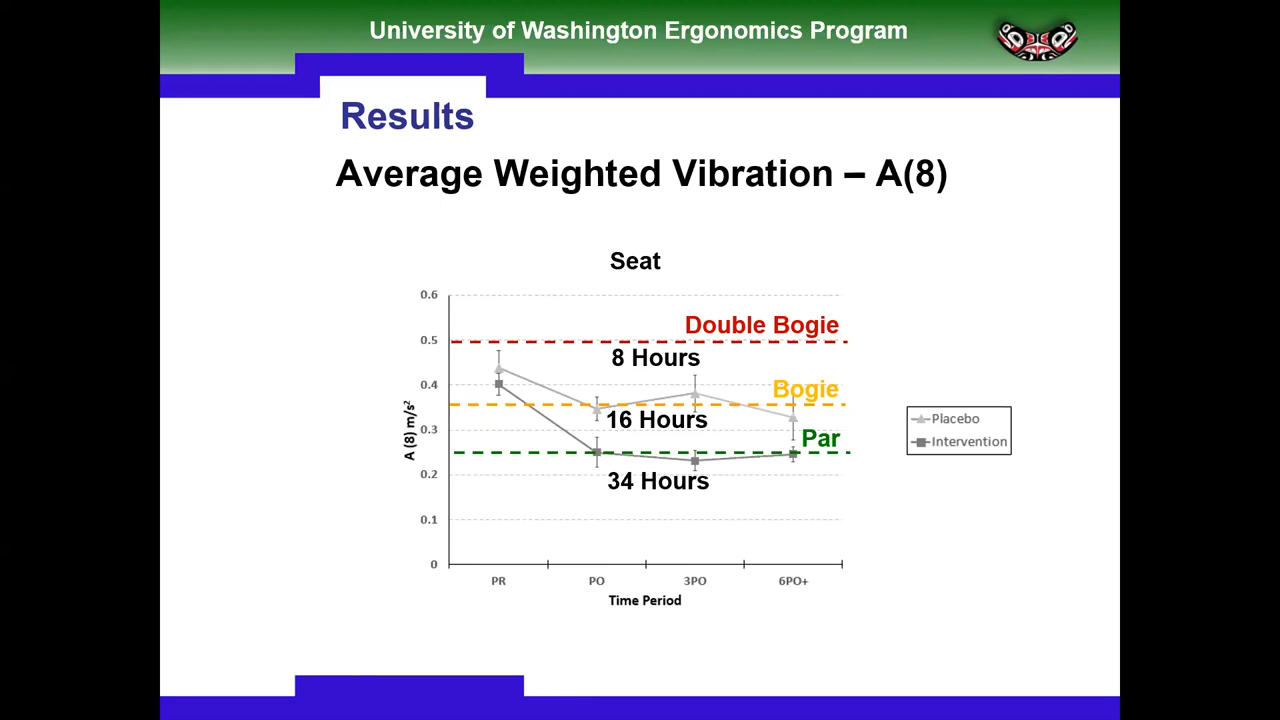 University of Washington Ergonomics Program
Results
Average Weighted Vibration – A(8)
Seat
0.6
Double Bogie
0.5
8 Hours
0.4
Bogie
16 Hours
0.3
Par
0.2
34 Hours
0.1
0
A (8) m/s²
PR
PO
3PO
6PO+
Time Period
Placebo
Intervention